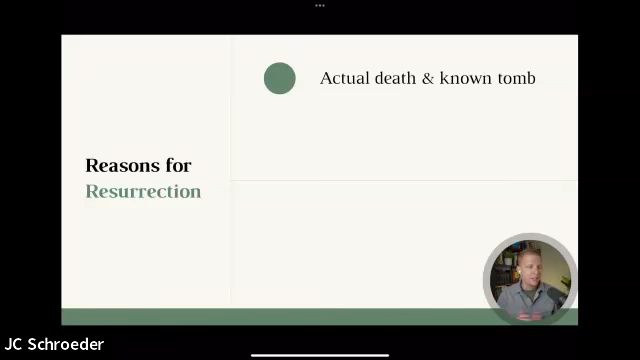 Actual death & known tomb
Reasons for
Resurrection
JC Schroeder